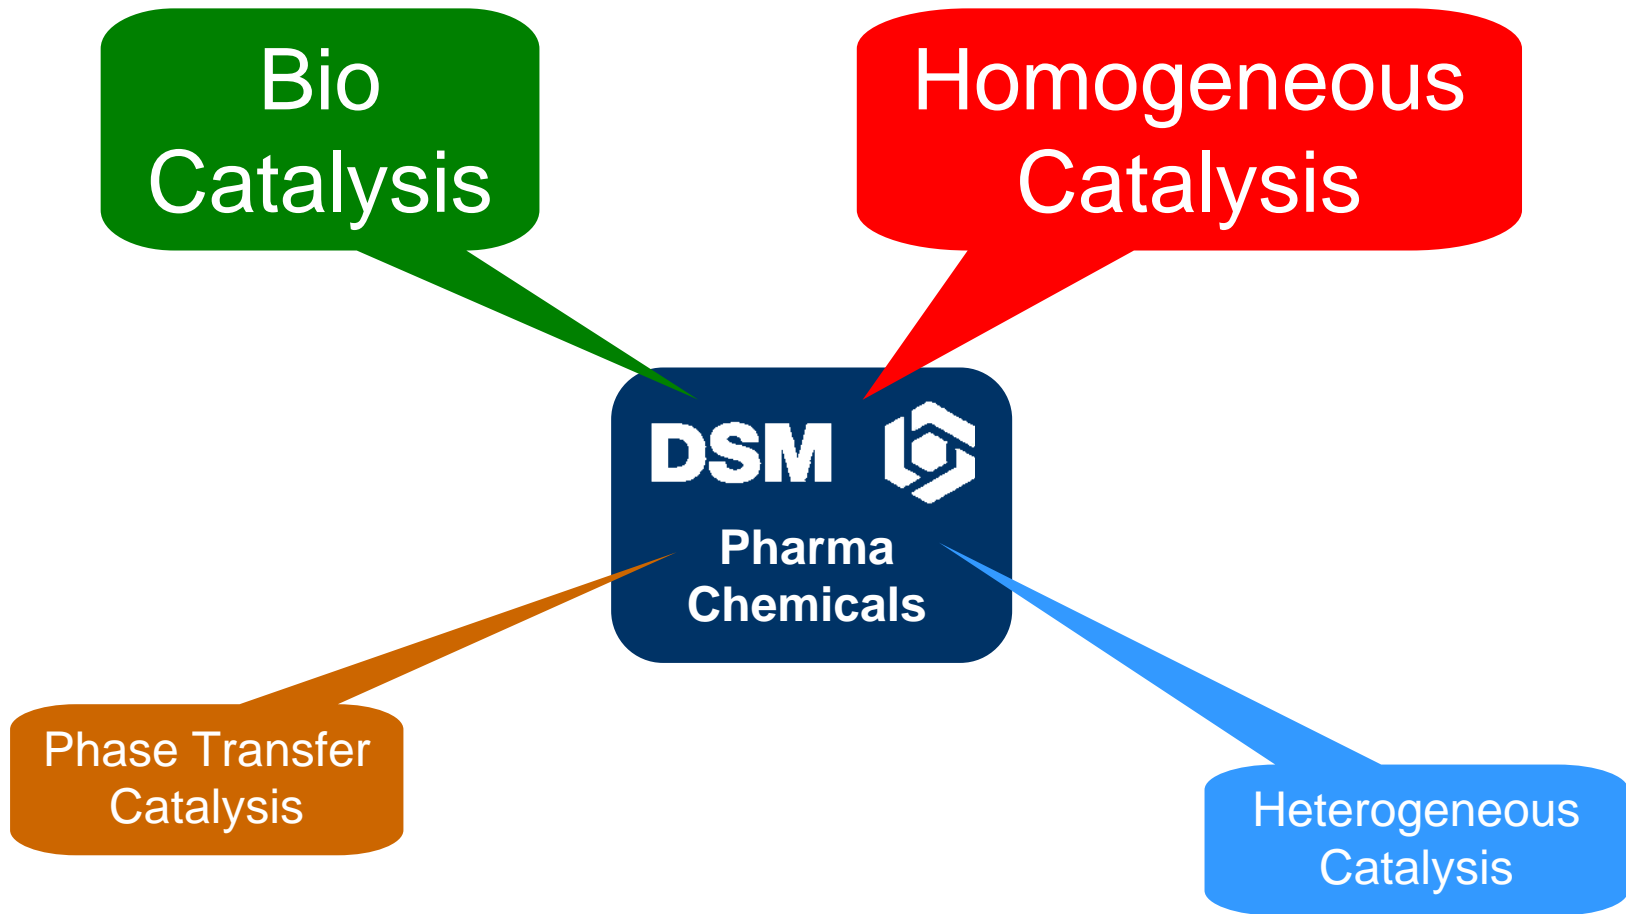 Bio
Catalysis
Homogeneous
Catalysis
DSM
Pharma
Chemicals
Phase Transfer
Catalysis
Heterogeneous
Catalysis